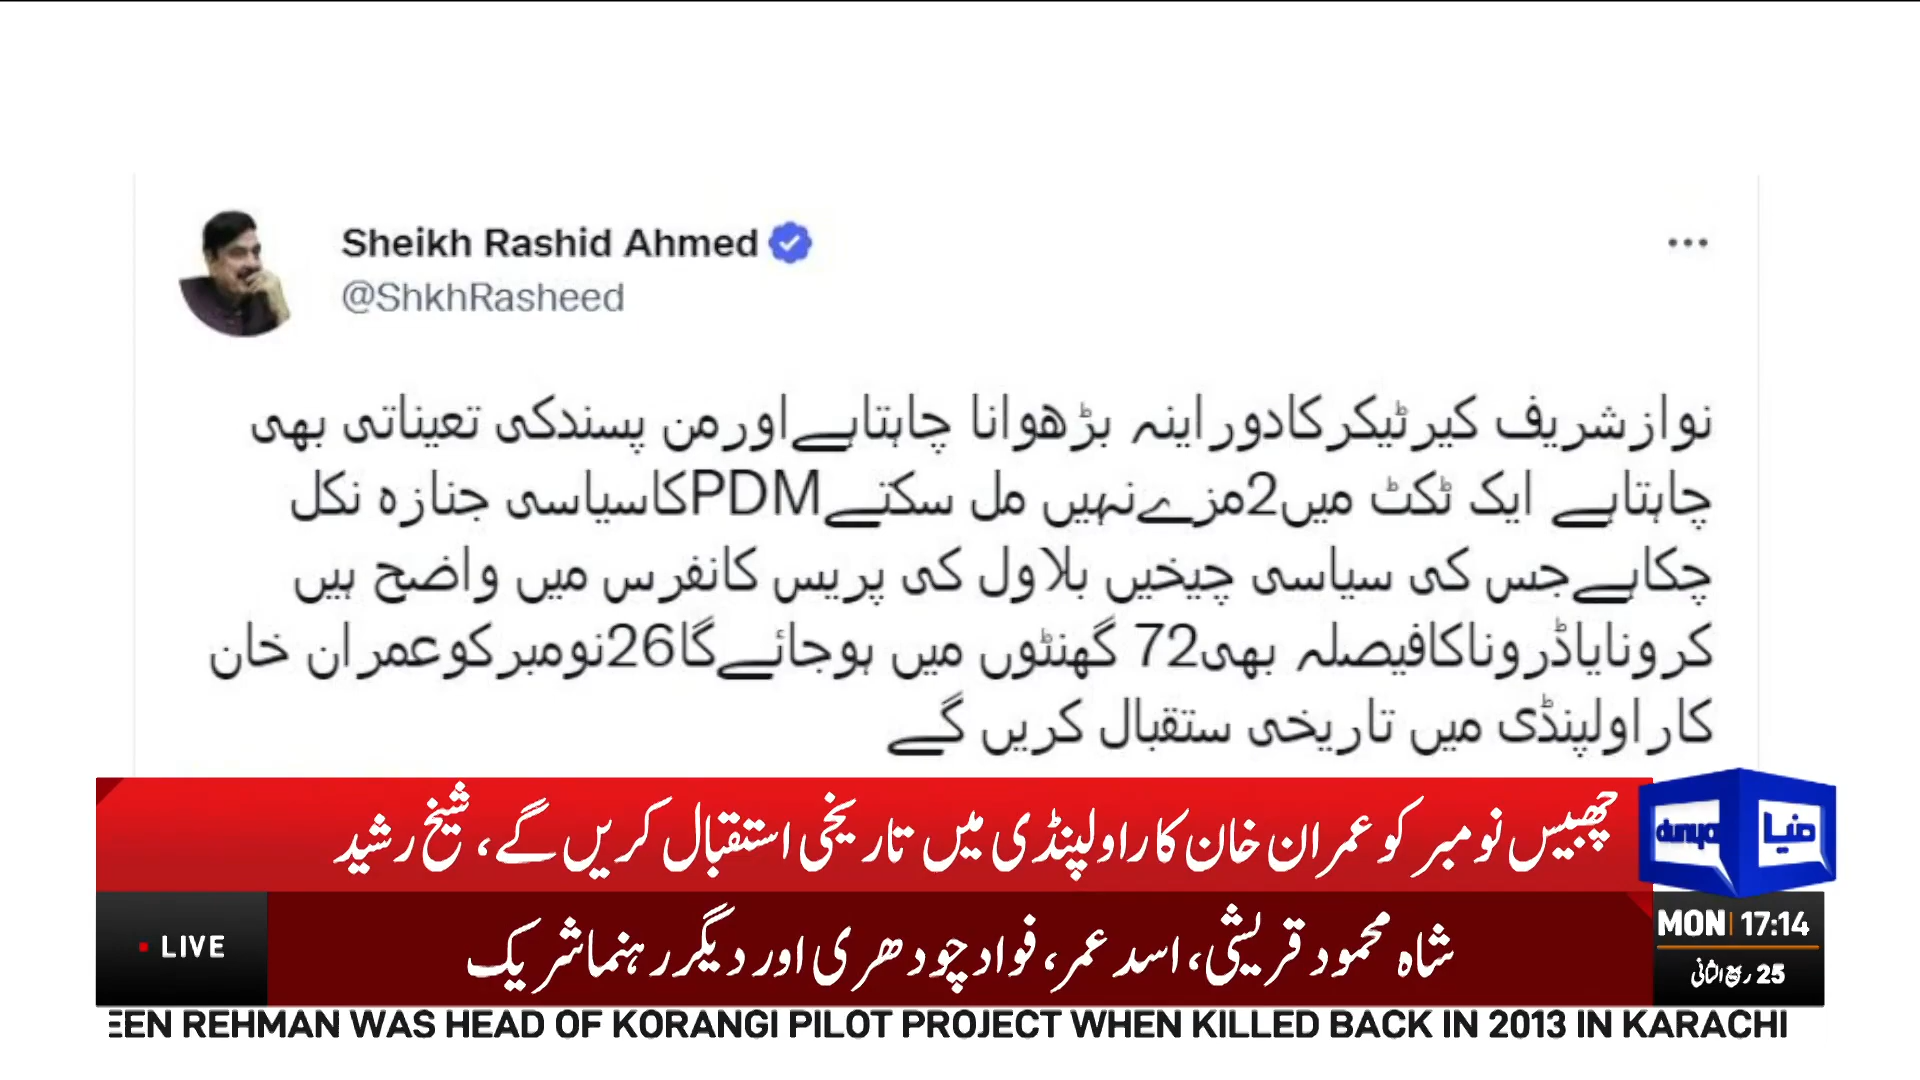 Sheikh Rashid Ahmed
@ShkhRasheed
نوازشریف کیرٹیکرکادوراینہ بڑھوانا چاہتاہےاورمن پسندکی تعیناتی بھی
چاہتاہے ایک ٹکٹ میں2مزےنہیں مل سکتےPDMکاسیاسی جنازہ نکل
چکاہےجس کی سیاسی چیخیں بلاول کی پریس کانفرس میں واضح ہیں
کرونایاڈروناکافیصلہ بھی72 گھنٹوں میں ہوجائےگا26نومبرکوعمران خان
کاراولپنڈی میں تاریخی ستقبال کریں گے
چھبیس نومبر کو عمران خان کا راولپنڈی میں تاریخی استقبال کریں گے، شیخ رشید
dunya دنیا
شاہ محمود قریشی، اسد عمر، فواد چودھری اور دیگر رہنما شریک
LIVE
MON 17:14
25 ربیع الثانی
EEN REHMAN WAS HEAD OF KORANGI PILOT PROJECT WHEN KILLED BACK IN 2013 IN KARACHI